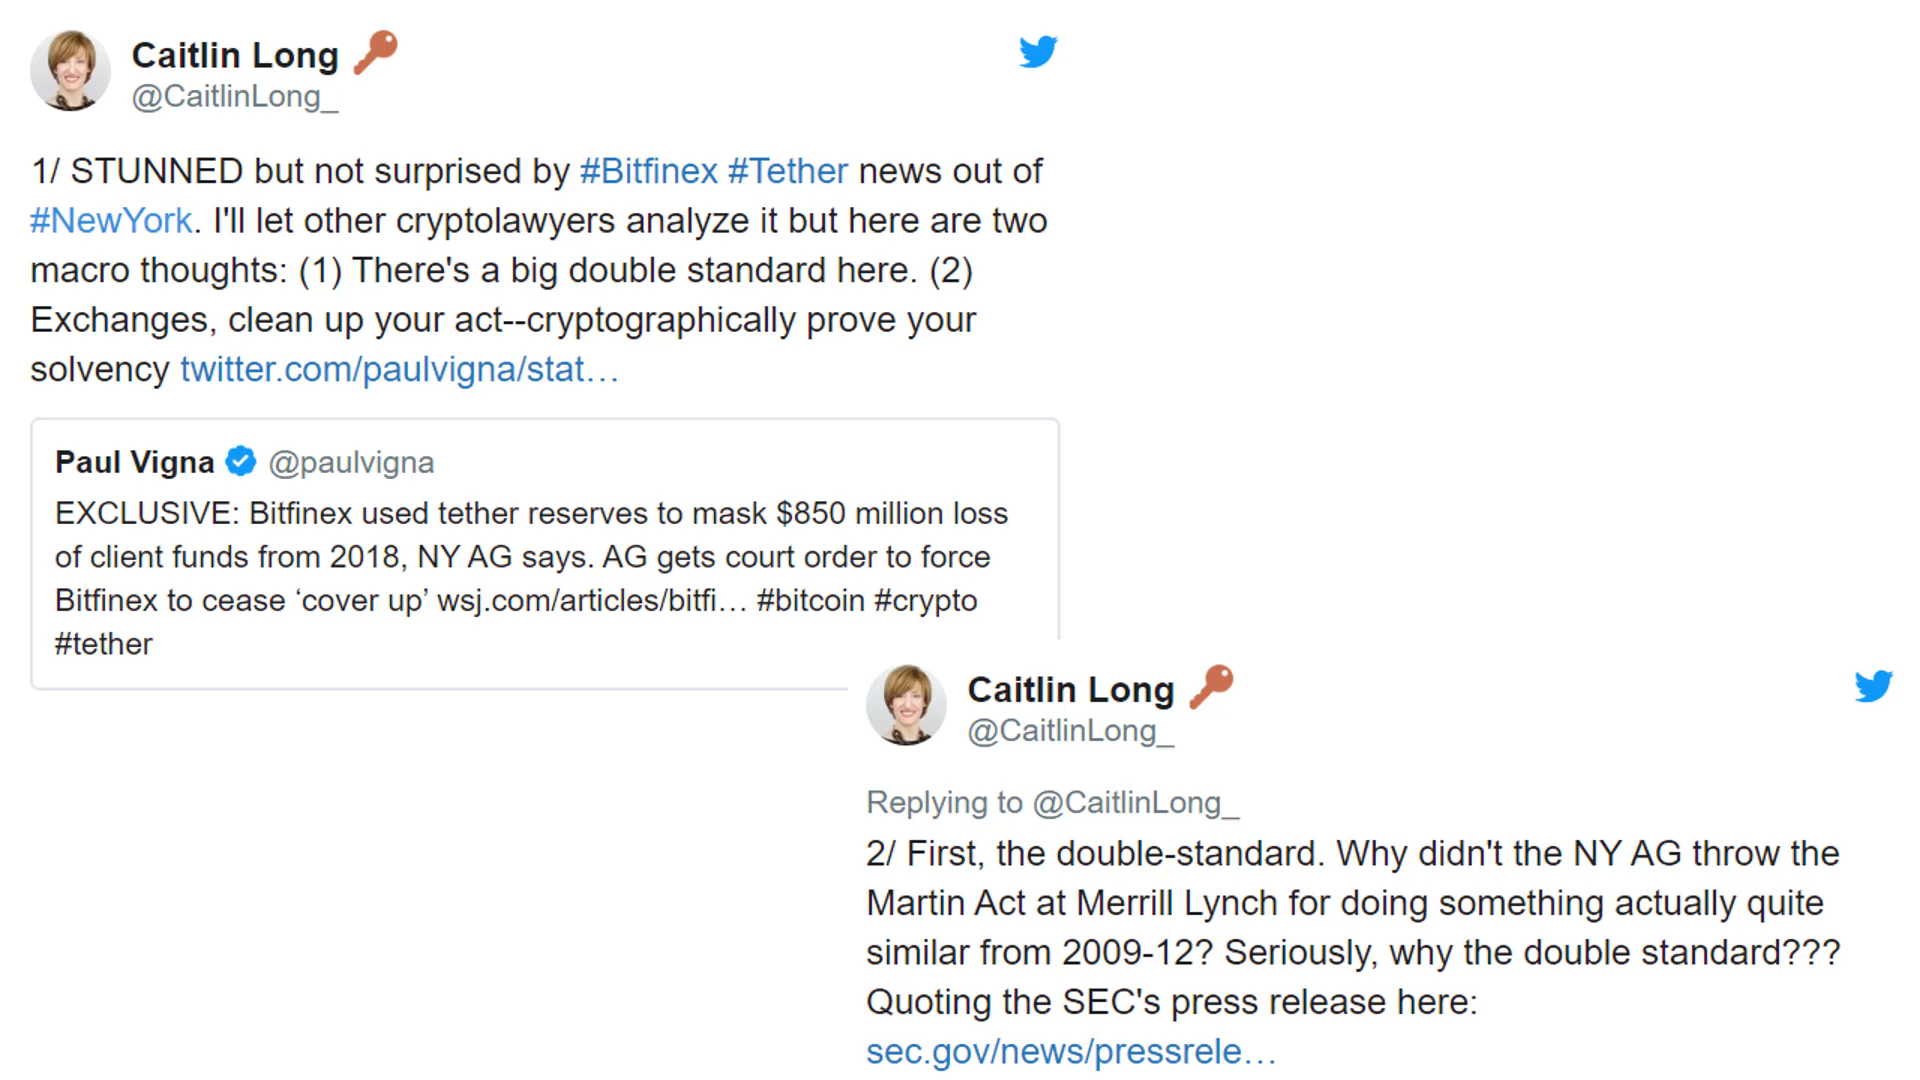 Caitlin Long
@CaitlinLong_
1/ STUNNED but not surprised by #Bitfinex #Tether news out of
#NewYork. I'll let other cryptolawyers analyze it but here are two
macro thoughts: (1) There's a big double standard here. (2)
Exchanges, clean up your act--cryptographically prove your
solvency twitter.com/paulvigna/stat…
Paul Vigna @paulvigna
EXCLUSIVE: Bitfinex used tether reserves to mask $850 million loss
of client funds from 2018, NY AG says. AG gets court order to force
Bitfinex to cease ‘cover up’ wsj.com/articles/bitfi… #bitcoin #crypto
#tether
Caitlin Long
@CaitlinLong_
Replying to @CaitlinLong_
2/ First, the double-standard. Why didn't the NY AG throw the
Martin Act at Merrill Lynch for doing something actually quite
similar from 2009-12? Seriously, why the double standard???
Quoting the SEC's press release here:
sec.gov/news/pressrele…